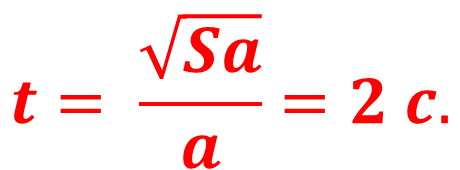 t = √Sa / a = 2 c.